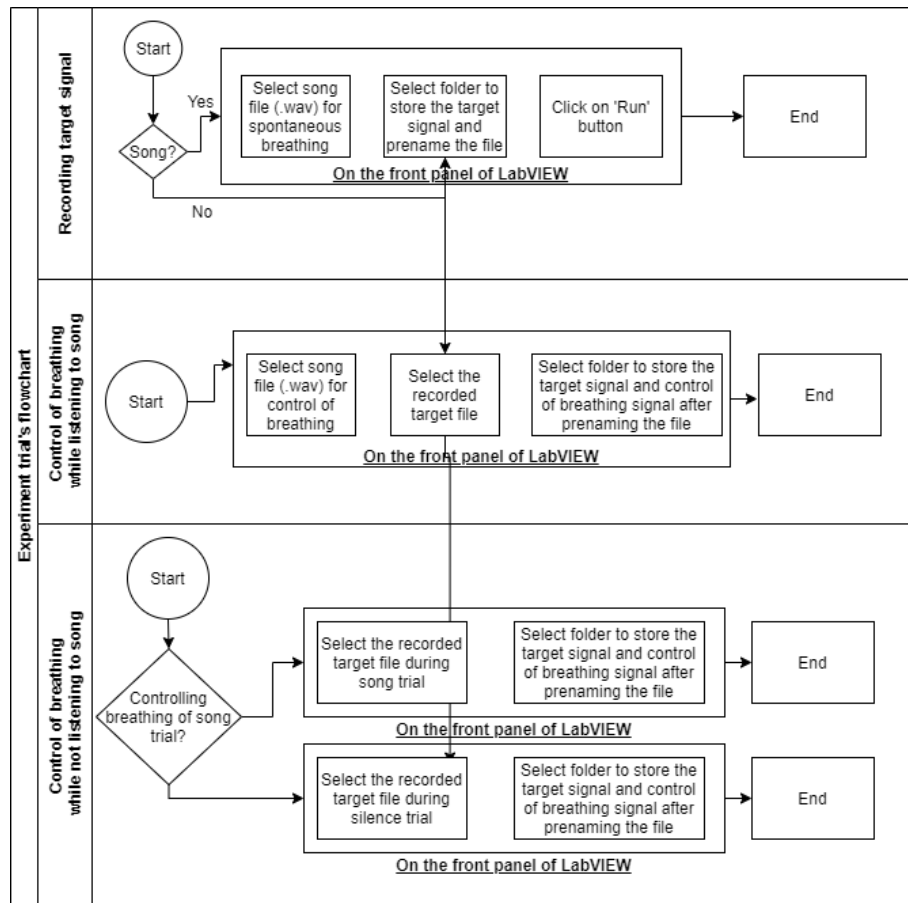 Experiment trial's flowchart
Recording target signal
Start
Song?
Yes
No
Select song
file (.wav) for
spontaneous
breathing
Select folder to
store the target
signal and
prename the file
Click on 'Run'
button
On the front panel of LabVIEW
End
Control of breathing
while listening to song
Start
Select song
file (.wav) for
control of
breathing
Select the
recorded
target file
Select folder to store the
target signal and control
of breathing signal after
prenaming the file
On the front panel of LabVIEW
End
Control of breathing
while not listening to song
Start
Controlling
breathing of song
trial?
Select the recorded
target file during
song trial
Select folder to store the
target signal and control
of breathing signal after
prenaming the file
On the front panel of LabVIEW
End
Select the recorded
target file during
silence trial
Select folder to store the
target signal and control
of breathing signal after
prenaming the file
On the front panel of LabVIEW
End